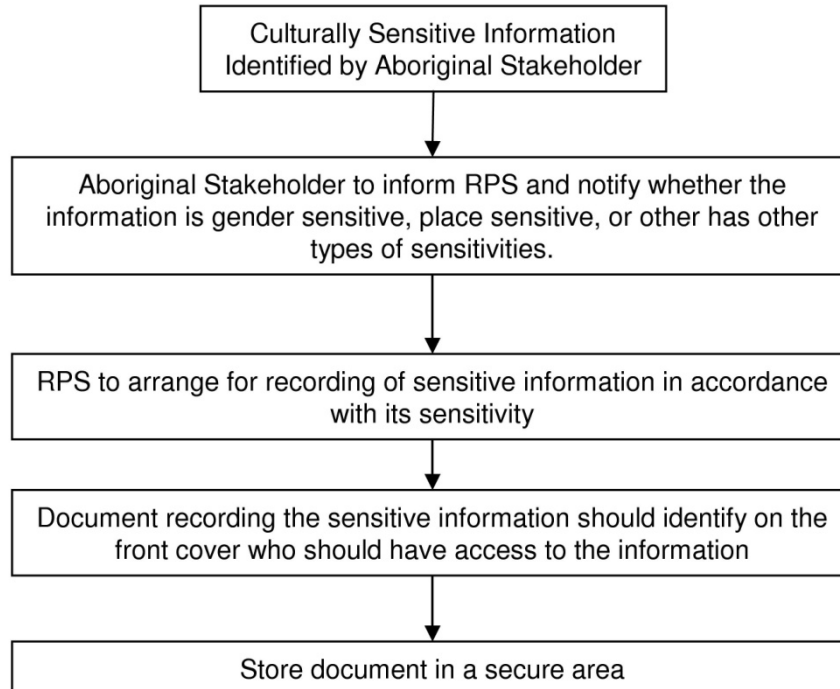 Culturally Sensitive Information
Identified by Aboriginal Stakeholder
Aboriginal Stakeholder to inform RPS and notify whether the
information is gender sensitive, place sensitive, or other has other
types of sensitivities.
RPS to arrange for recording of sensitive information in accordance
with its sensitivity
Document recording the sensitive information should identify on the
front cover who should have access to the information
Store document in a secure area